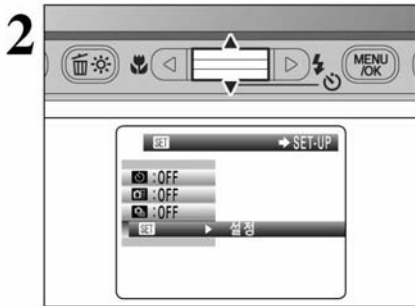 2
MENU
/OK
SET → SET-UP
:OFF
:OFF
:OFF
SET ▶ 설정